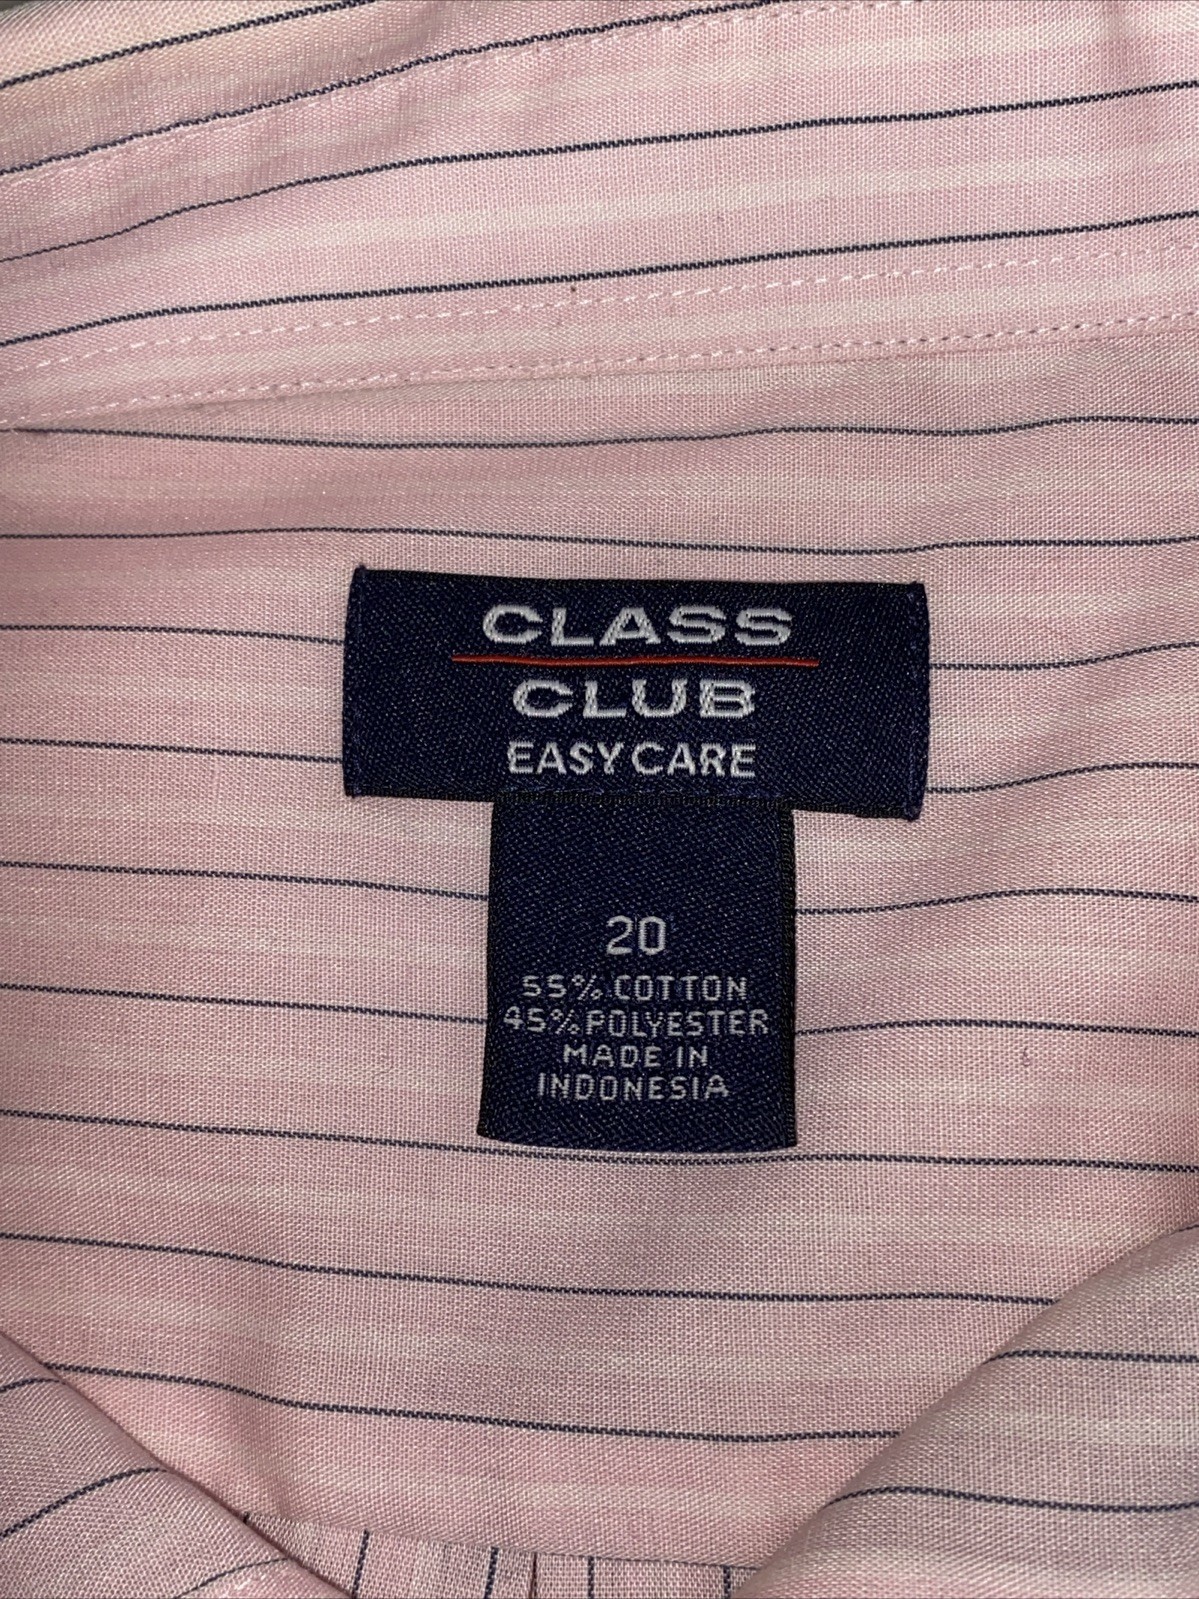 CLASS
CLUB
EASY CARE
20
55% COTTON
45% POLYESTER
MADE IN
INDONESIA